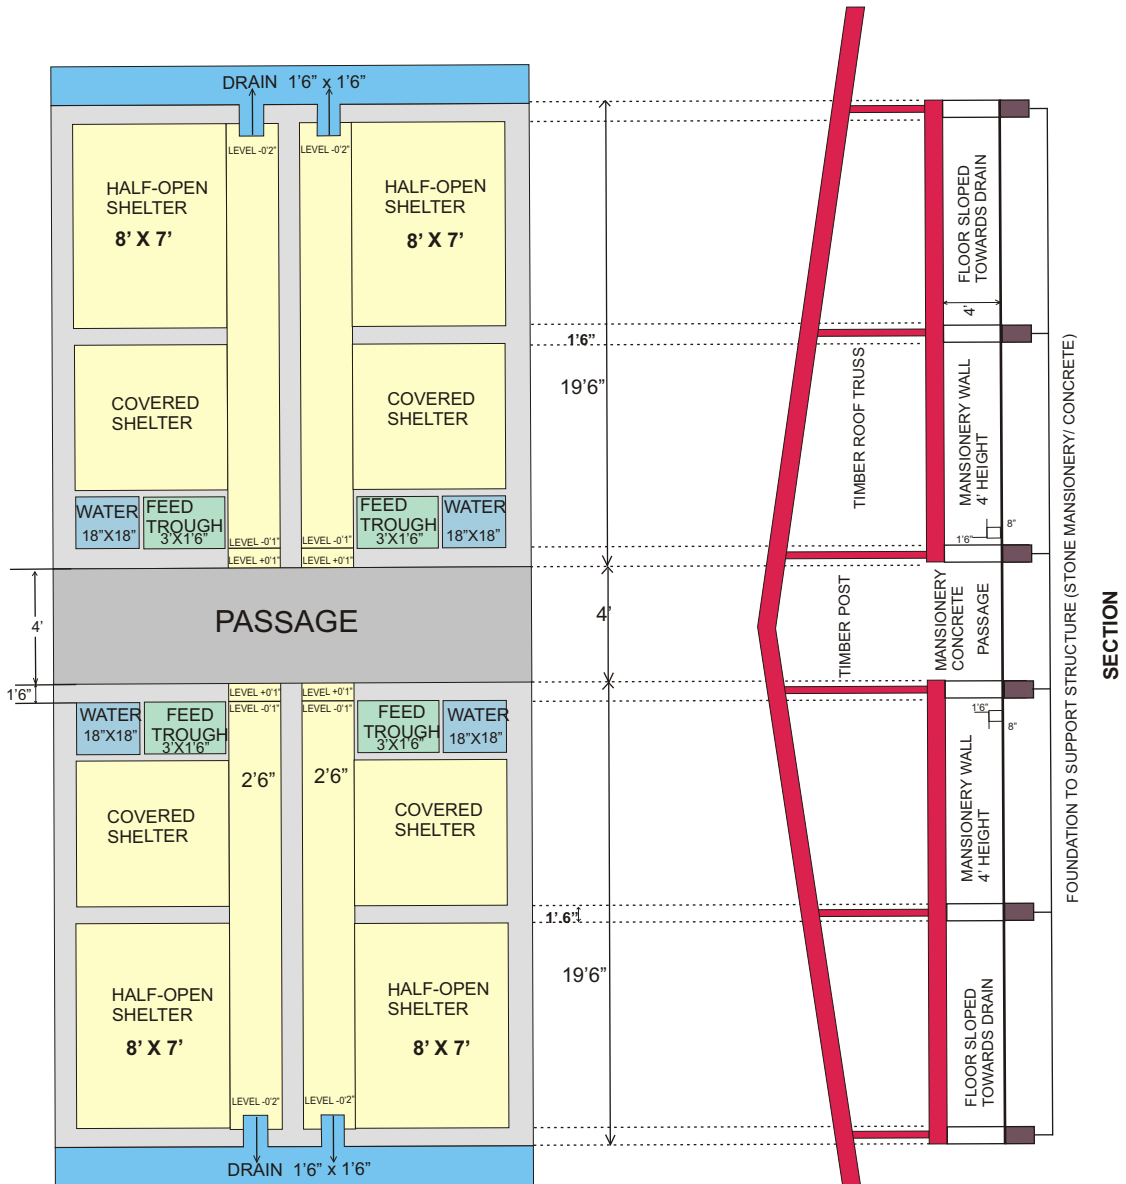 DRAIN 1'6" x 1'6"
LEVEL -0'2"
LEVEL -0'2"
HALF-OPEN
SHELTER
8' X 7'
HALF-OPEN
SHELTER
8' X 7'
COVERED
SHELTER
COVERED
SHELTER
WATER
18"X18"
FEED
TROUGH
3'X1'6"
FEED
TROUGH
3'X1'6"
WATER
18"X18"
LEVEL -0'1"
LEVEL -0'1"
LEVEL +0'1"
LEVEL +0'1"
PASSAGE
4'
1'6"
LEVEL +0'1"
LEVEL +0'1"
LEVEL -0'1"
LEVEL -0'1"
WATER
18"X18"
FEED
TROUGH
3'X1'6"
FEED
TROUGH
3'X1'6"
WATER
18"X18"
2'6"
2'6"
COVERED
SHELTER
COVERED
SHELTER
HALF-OPEN
SHELTER
8' X 7'
HALF-OPEN
SHELTER
8' X 7'
LEVEL -0'2"
LEVEL -0'2"
DRAIN 1'6" x 1'6"
1'6"
19'6"
4'
1'.6"
19'6"
TIMBER ROOF TRUSS
TIMBER POST
FLOOR SLOPED
TOWARDS DRAIN
4'
MANSIONERY WALL
4' HEIGHT
8"
1'6"
MANSIONERY
CONCRETE
PASSAGE
1'6"
8"
MANSIONERY WALL
4' HEIGHT
FLOOR SLOPED
TOWARDS DRAIN
FOUNDATION TO SUPPORT STRUCTURE (STONE MANSIONERY/ CONCRETE)
SECTION